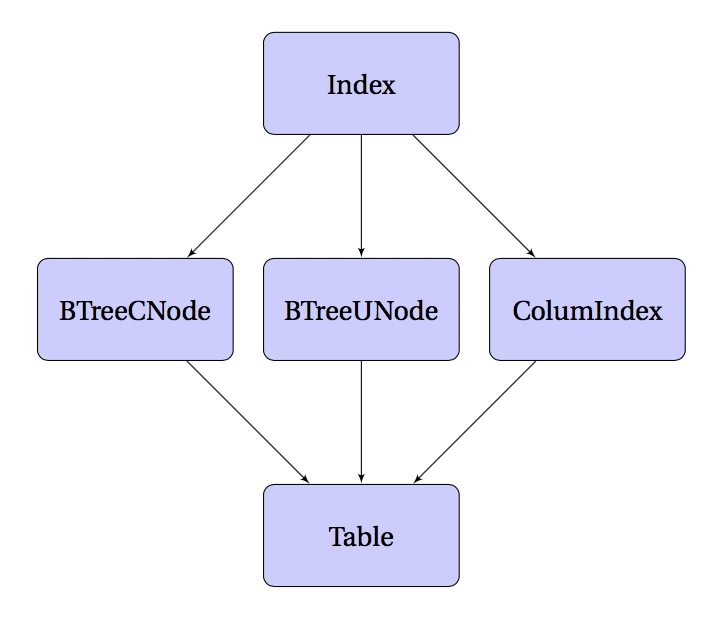 Index
BTreeCNode
BTreeUNode
ColumIndex
Table